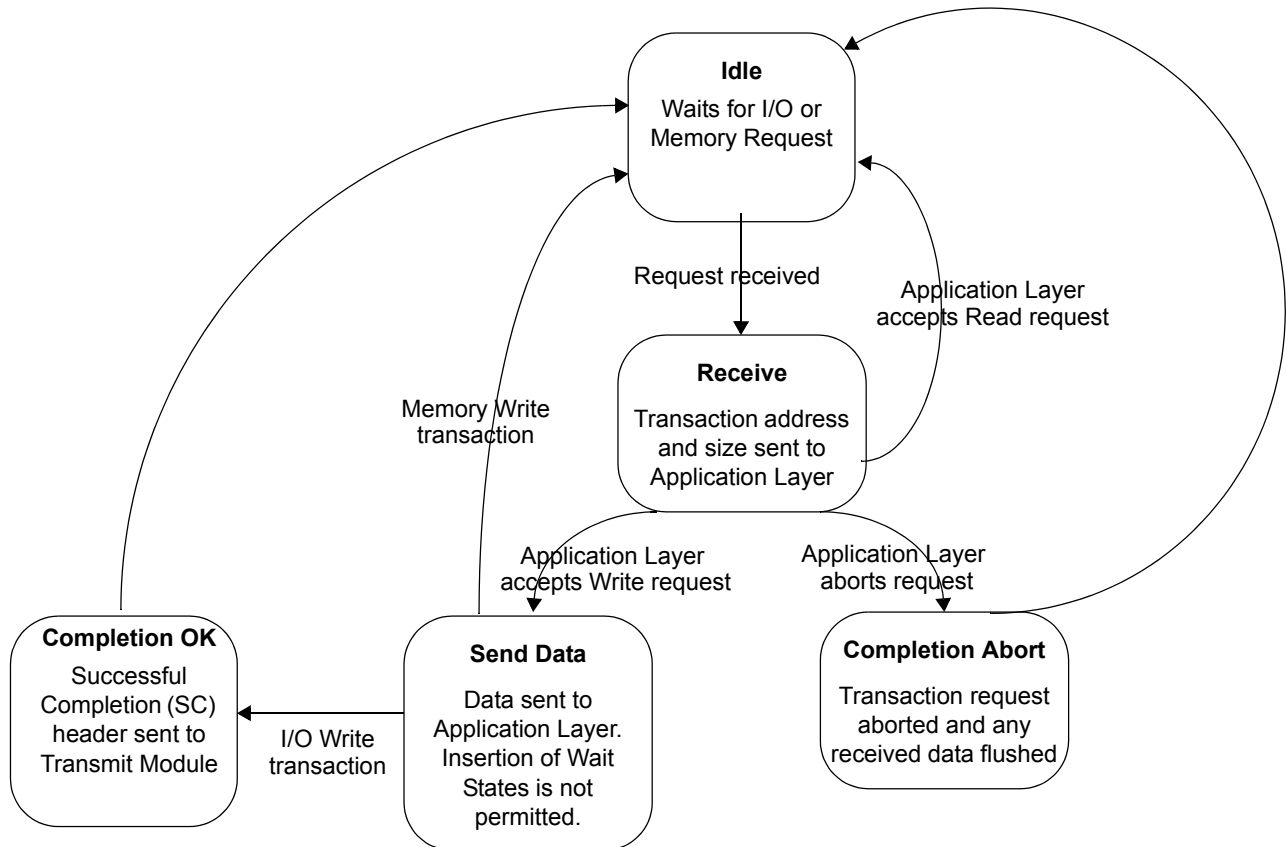 Idle
Waits for I/O or
Memory Request
Request received
Application Layer
accepts Read request
Receive
Transaction address
and size sent to
Application Layer
Memory Write
transaction
Application Layer
accepts Write request
Application Layer
aborts request
Completion OK
Successful
Completion (SC)
header sent to
Transmit Module
I/O Write
transaction
Send Data
Data sent to
Application Layer.
Insertion of Wait
States is not
permitted.
Completion Abort
Transaction request
aborted and any
received data flushed